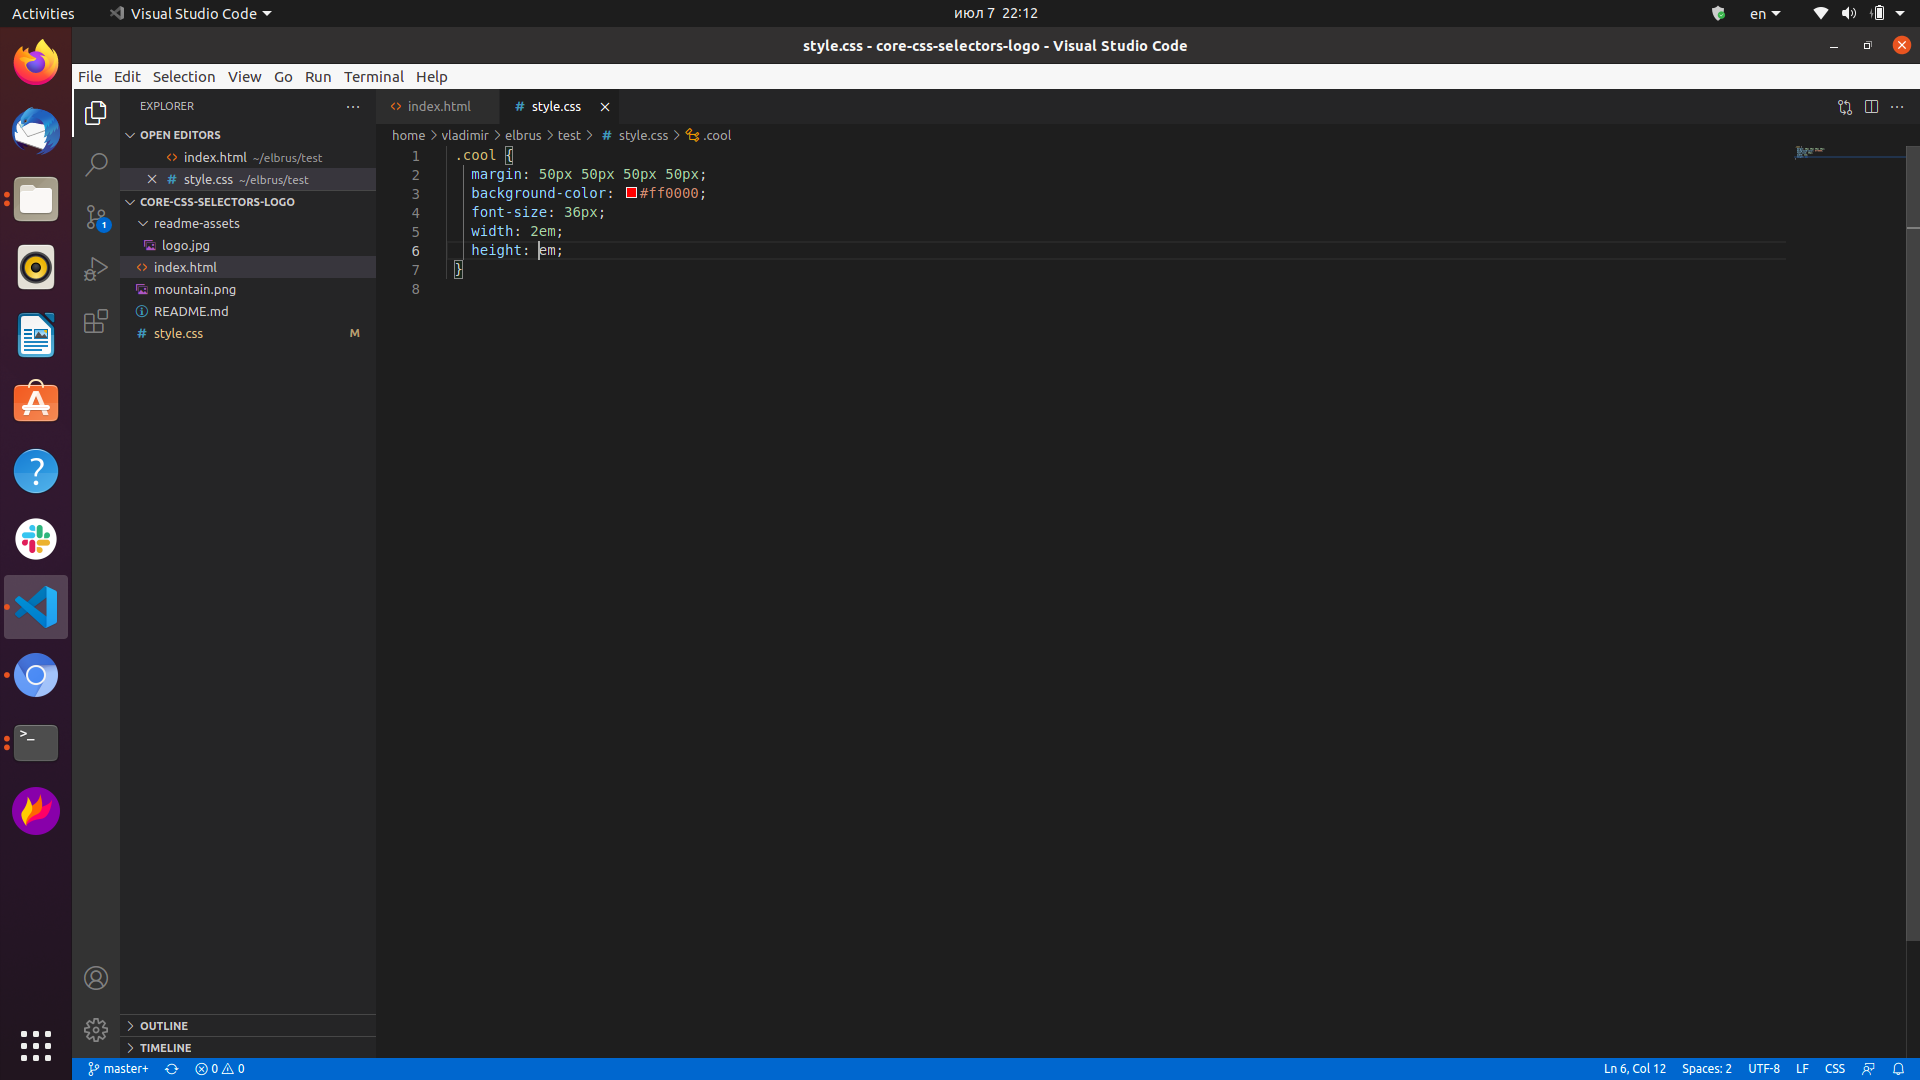 Activities
Visual Studio Code
июл 7 22:12
en
style.css - core-css-selectors-logo - Visual Studio Code
File Edit Selection View Go Run Terminal Help
EXPLORER
OPEN EDITORS
index.html ~/elbrus/test
style.css ~/elbrus/test
CORE-CSS-SELECTORS-LOGO
readme-assets
logo.jpg
index.html
mountain.png
README.md
style.css M
1
OUTLINE
TIMELINE
index.html
style.css
home > vladimir > elbrus > test > # style.css > .cool
1 .cool {
2 margin: 50px 50px 50px 50px;
3 background-color: #ff0000;
4 font-size: 36px;
5 width: 2em;
6 height: em;
7 }
8
master+ 0 0
Ln 6, Col 12 Spaces: 2 UTF-8 LF CSS